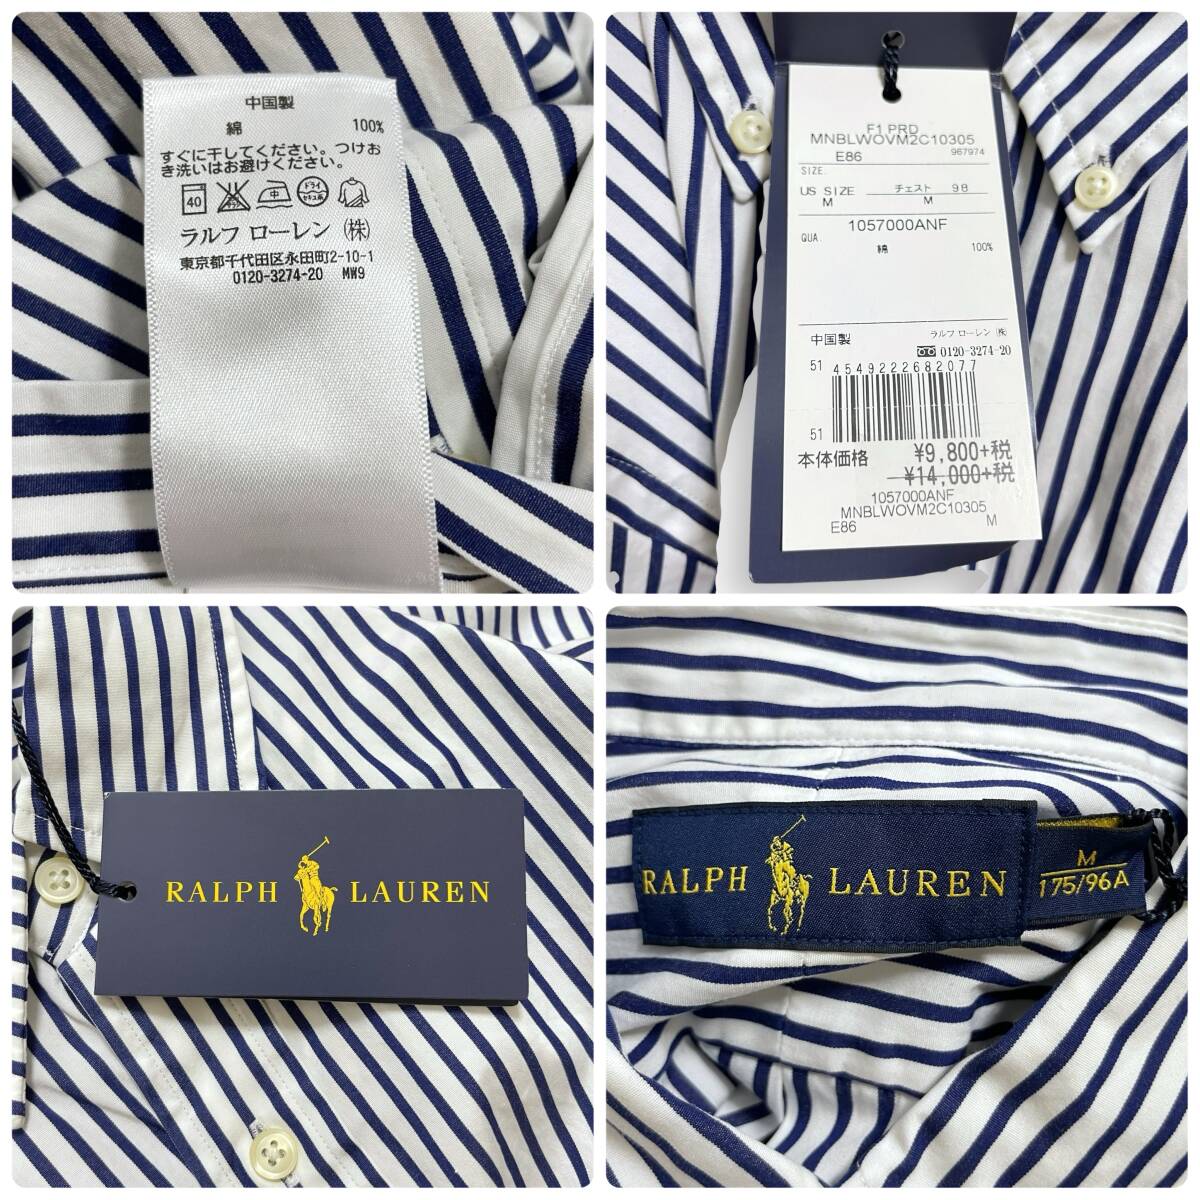 中国製
綿 100%
すぐに干してください。つけお
き洗いはお避けください。
40 中 ドライ セキユ系
ラルフ ローレン (株)
東京都千代田区永田町2-10-1
0120-3274-20 MW9
F1 PRD
MNBLWOVM2C10305
E86 967974
SIZE.
US SIZE チェスト 98
M M
1057000ANF
QUA. 綿 100%
中国製 ラルフ ローレン (株)
0120-3274-20
51 4549222682077
51
本体価格 ¥9,800+税
¥14,000+税
1057000ANF
MNBLWOVM2C10305
E86 M
RALPH LAUREN
RALPH LAUREN
M
175/96A